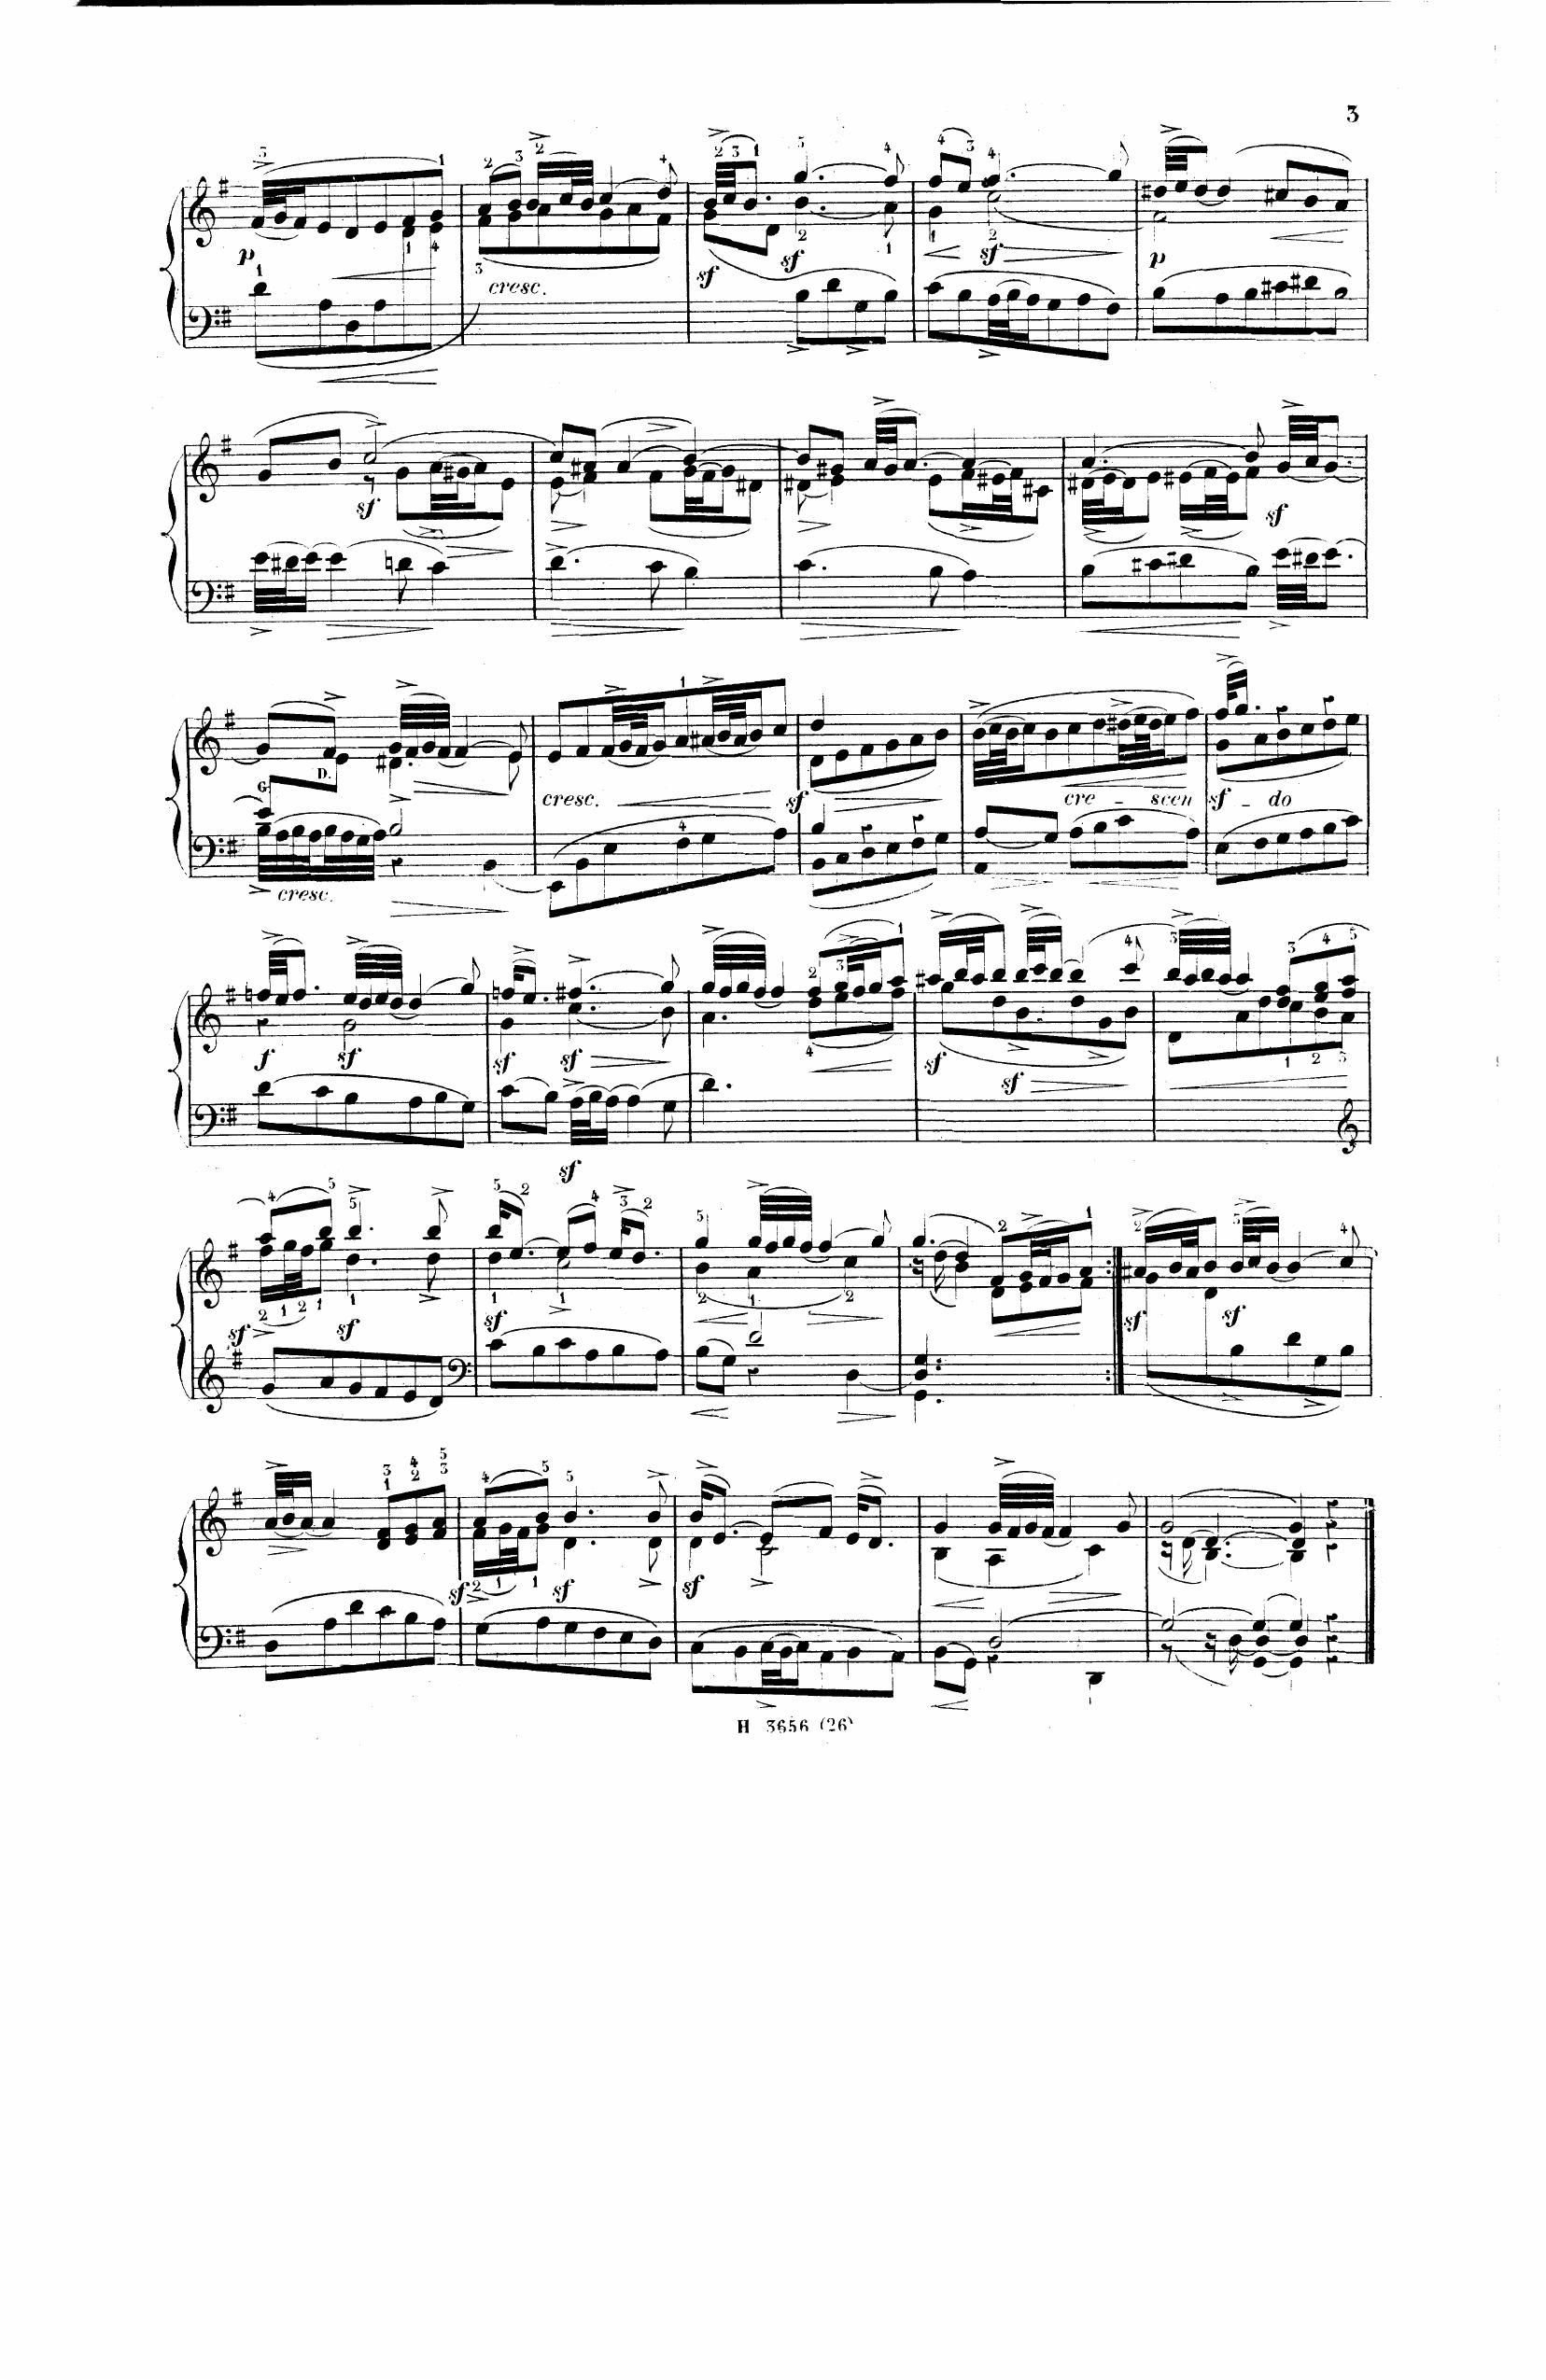 3
p
cresc.
sf sf sf p
sf sf
G. D.
cresc. sf cre - scen sf - do
cresc.
f sf sf sf sf sf
sf
sf sf sf sf sf
sf sf sf
H 3656 (26)